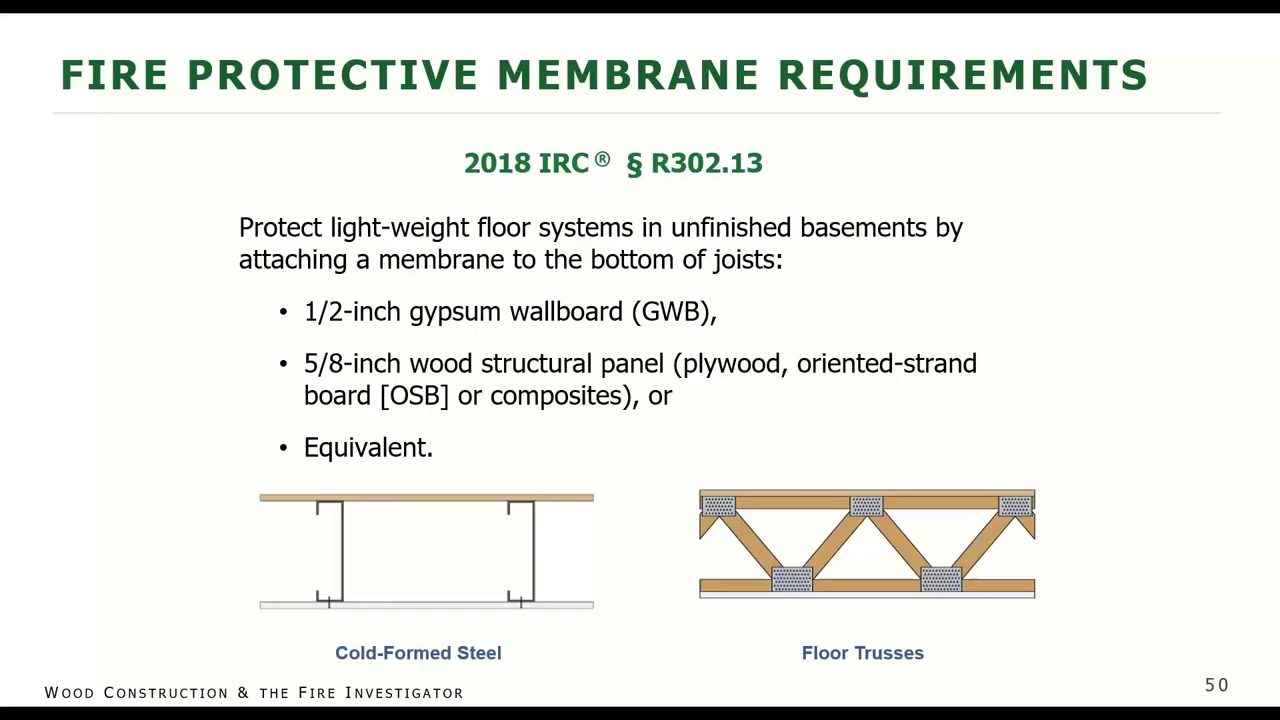 FIRE PROTECTIVE MEMBRANE REQUIREMENTS
2018 IRC® § R302.13
Protect light-weight floor systems in unfinished basements by
attaching a membrane to the bottom of joists:
• 1/2-inch gypsum wallboard (GWB),
• 5/8-inch wood structural panel (plywood, oriented-strand
board [OSB] or composites), or
• Equivalent.
Cold-Formed Steel
Floor Trusses
WOOD CONSTRUCTION & THE FIRE INVESTIGATOR
50